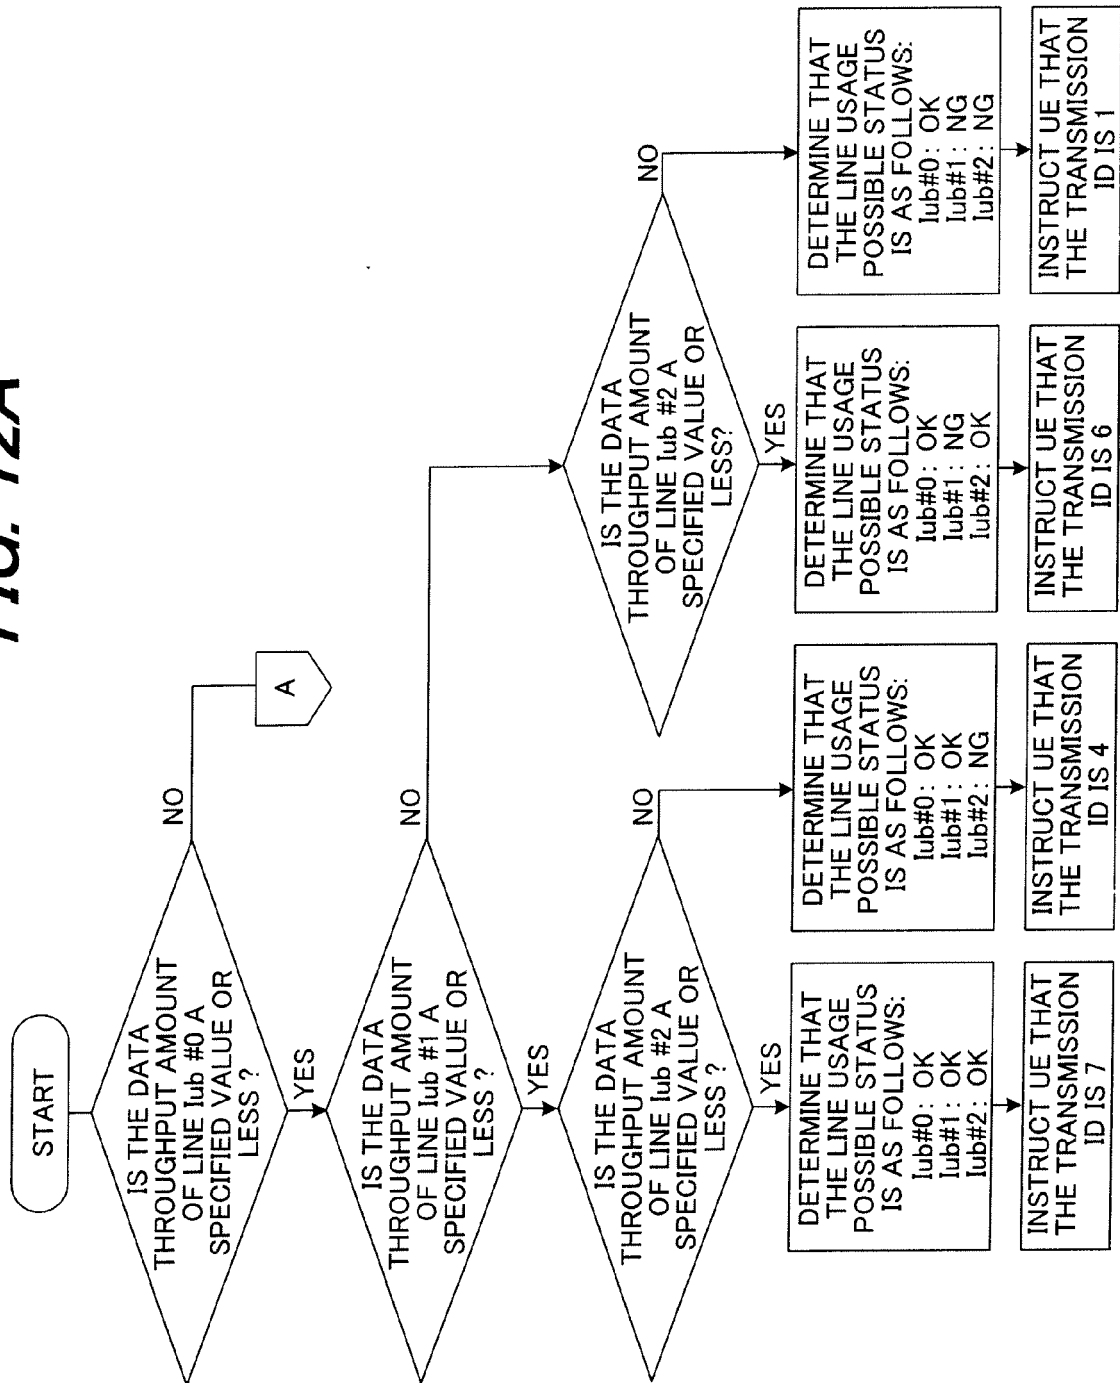 FIG. 12A
START
IS THE DATA
THROUGHPUT AMOUNT
OF LINE Iub #0 A
SPECIFIED VALUE OR
LESS ?
NO
A
YES
IS THE DATA
THROUGHPUT AMOUNT
OF LINE Iub #1 A
SPECIFIED VALUE OR
LESS ?
NO
YES
IS THE DATA
THROUGHPUT AMOUNT
OF LINE Iub #2 A
SPECIFIED VALUE OR
LESS ?
NO
YES
IS THE DATA
THROUGHPUT AMOUNT
OF LINE Iub #2 A
SPECIFIED VALUE OR
LESS?
NO
YES
DETERMINE THAT
THE LINE USAGE
POSSIBLE STATUS
IS AS FOLLOWS:
Iub#0: OK
Iub#1: OK
Iub#2: OK
INSTRUCT UE THAT
THE TRANSMISSION
ID IS 7
DETERMINE THAT
THE LINE USAGE
POSSIBLE STATUS
IS AS FOLLOWS:
Iub#0: OK
Iub#1: OK
Iub#2: NG
INSTRUCT UE THAT
THE TRANSMISSION
ID IS 4
DETERMINE THAT
THE LINE USAGE
POSSIBLE STATUS
IS AS FOLLOWS:
Iub#0: OK
Iub#1: NG
Iub#2: OK
INSTRUCT UE THAT
THE TRANSMISSION
ID IS 6
DETERMINE THAT
THE LINE USAGE
POSSIBLE STATUS
IS AS FOLLOWS:
Iub#0: OK
Iub#1: NG
Iub#2: NG
INSTRUCT UE THAT
THE TRANSMISSION
ID IS 1